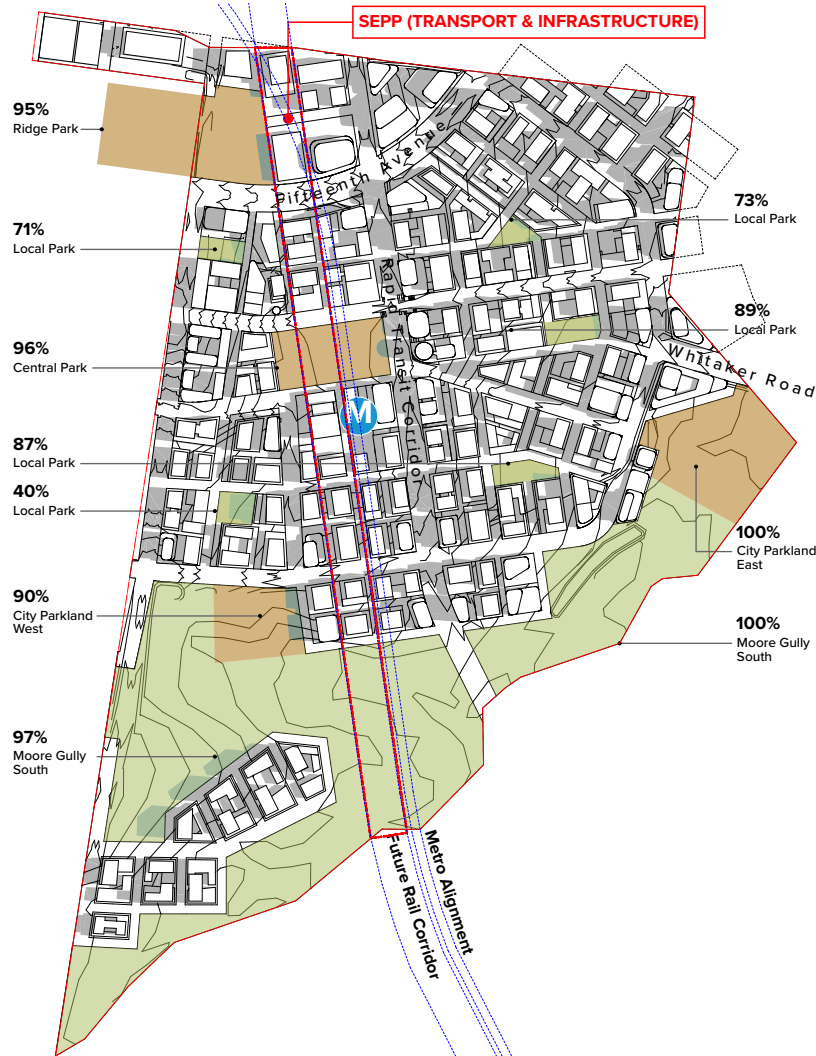 SEPP (TRANSPORT & INFRASTRUCTURE)
95%
Ridge Park
Fifteenth Avenue
73%
Local Park
71%
Local Park
Rapid Transit Corridor
89%
Local Park
96%
Central Park
Whitaker Road
M
87%
Local Park
40%
Local Park
100%
City Parkland
East
90%
City Parkland
West
100%
Moore Gully
South
97%
Moore Gully
South
Metro Alignment
Future Rail Corridor